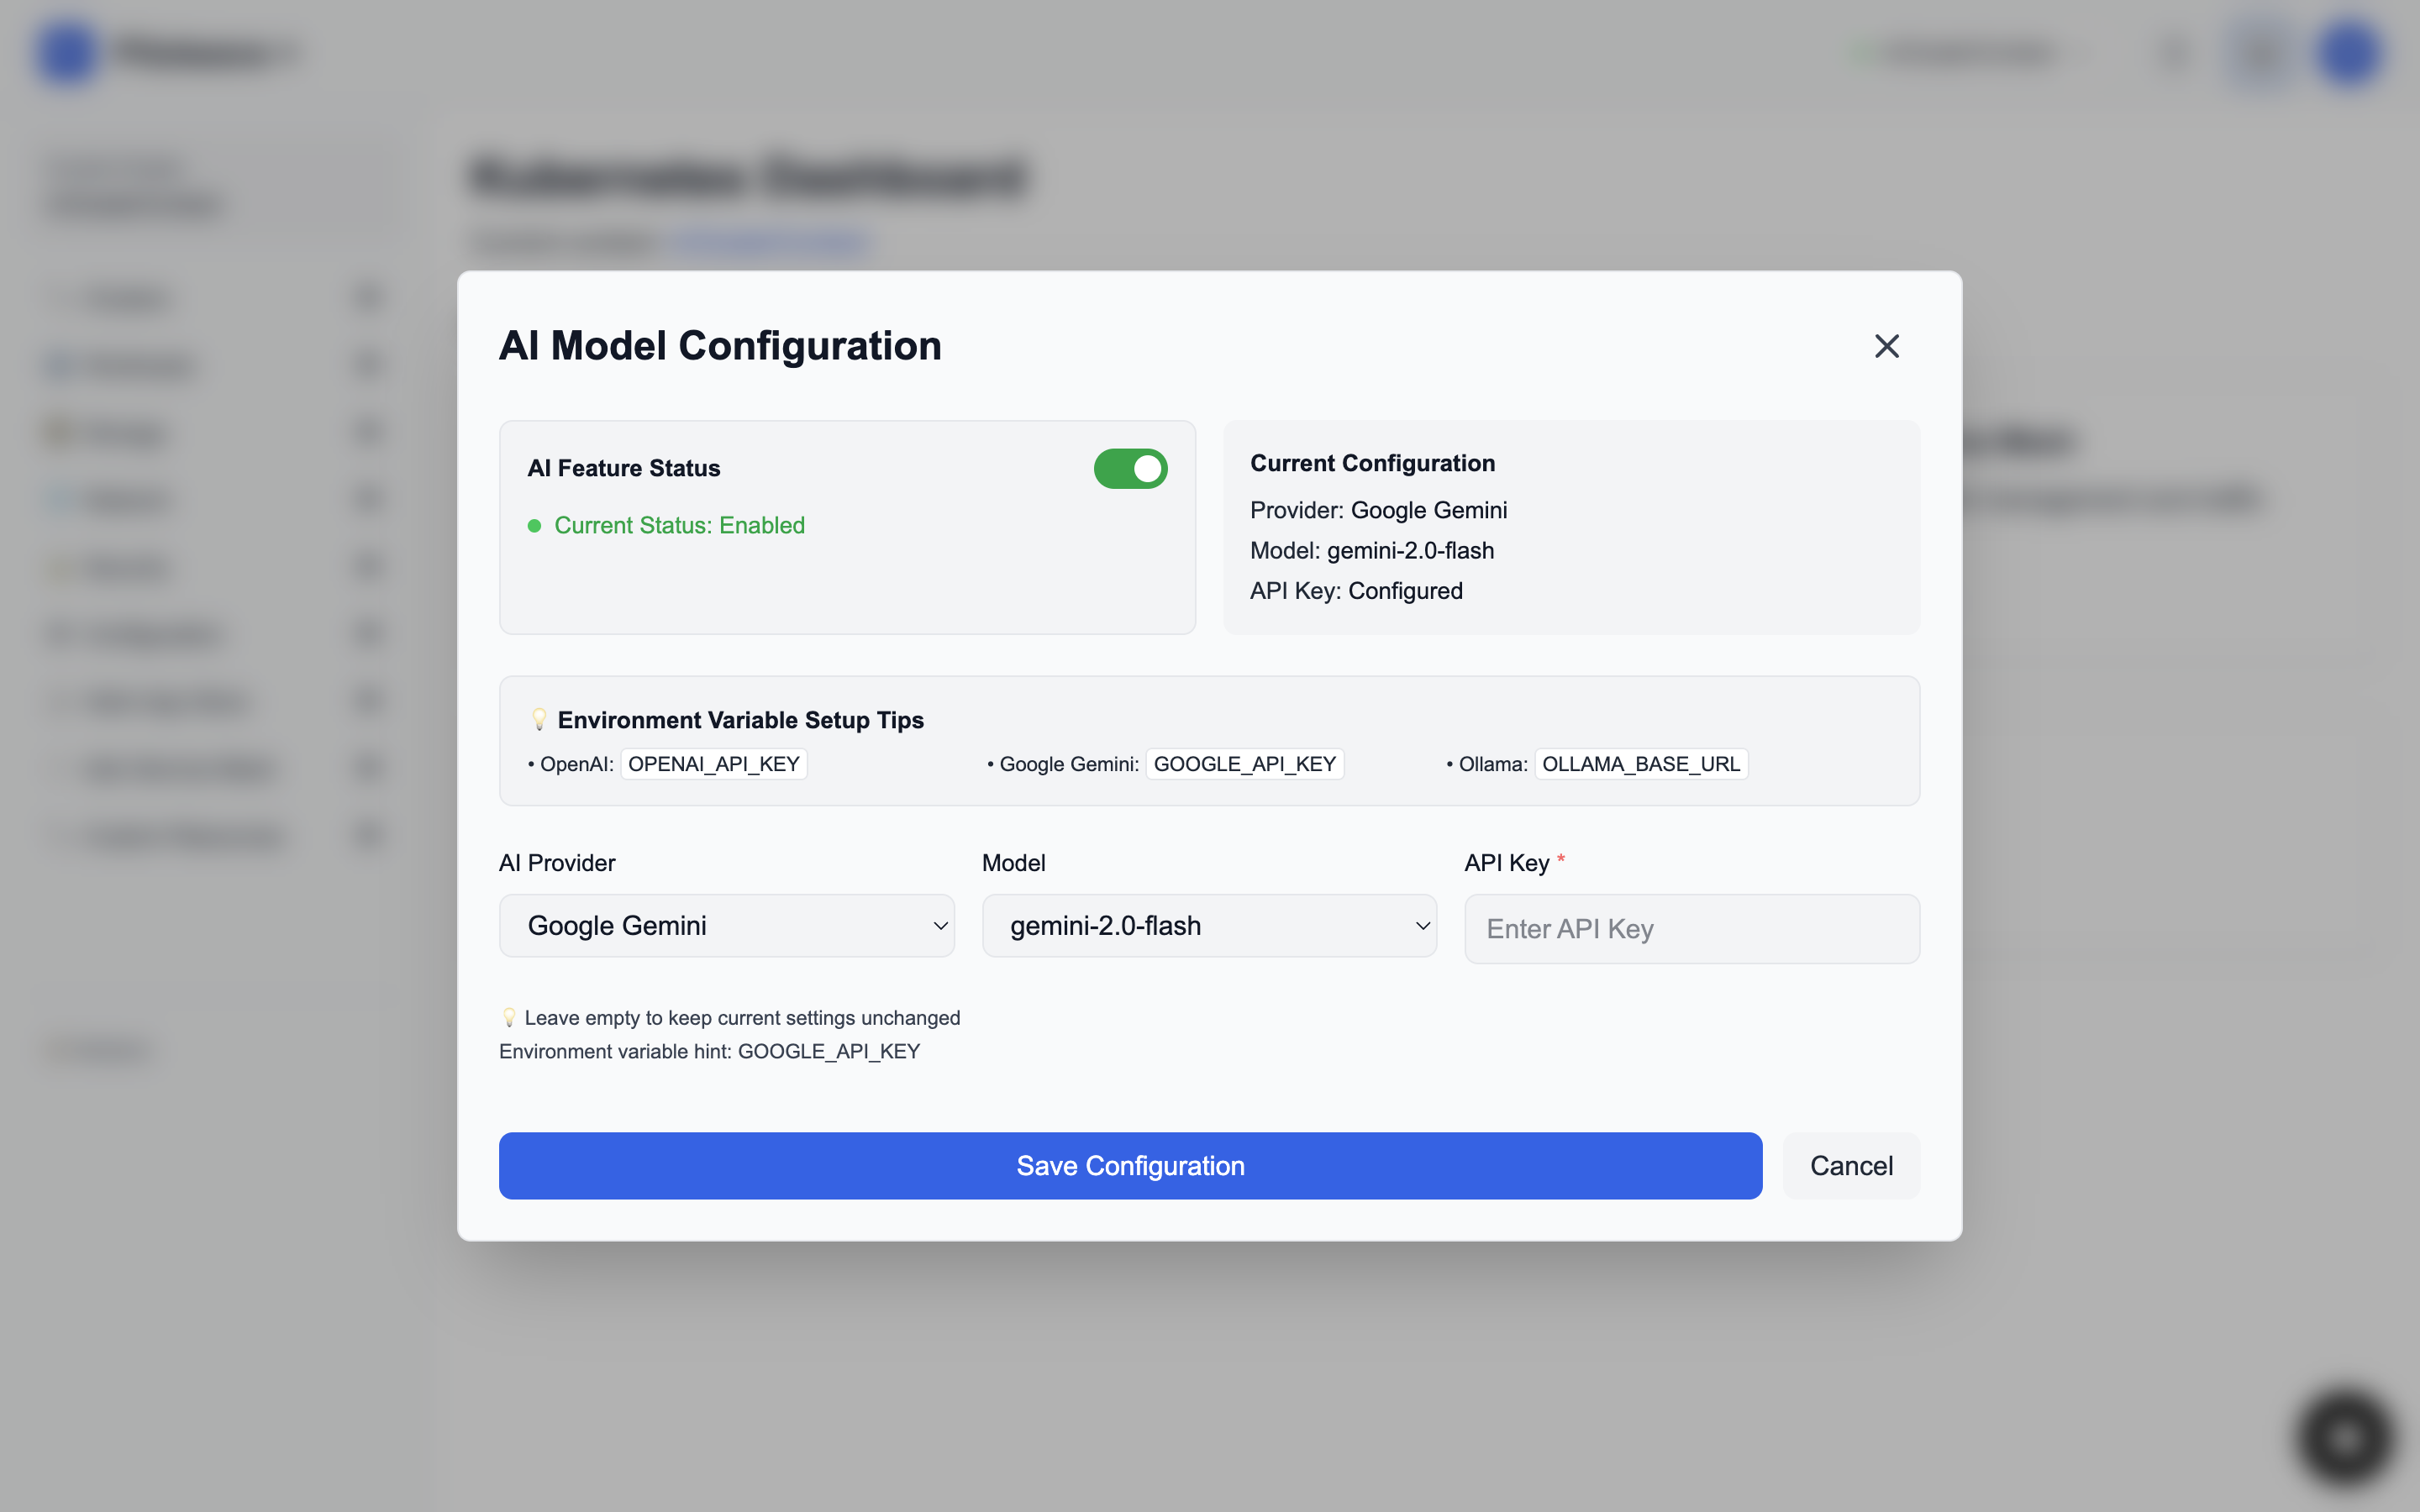 Kubernetes Dashboard
AI Model Configuration
AI Feature Status
Current Status: Enabled
Current Configuration
Provider: Google Gemini
Model: gemini-2.0-flash
API Key: Configured
💡 Environment Variable Setup Tips
• OpenAI: OPENAI_API_KEY
• Google Gemini: GOOGLE_API_KEY
• Ollama: OLLAMA_BASE_URL
AI Provider
Google Gemini
Model
gemini-2.0-flash
API Key *
Enter API Key
💡 Leave empty to keep current settings unchanged
Environment variable hint: GOOGLE_API_KEY
Save Configuration
Cancel